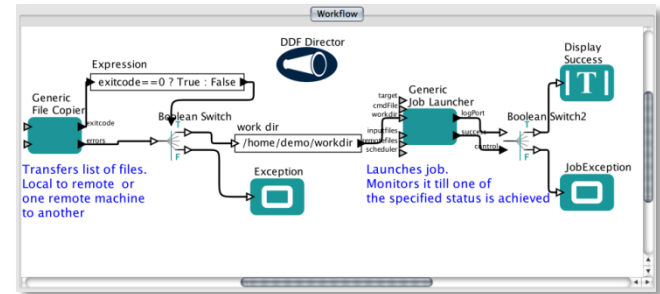 Workflow
DDF Director
Expression
exitcode==0 ? True : False
Generic
File Copier
exitcode
errors
Boolean Switch
T
F
work dir
/home/demo/workdir
Exception
Transfers list of files.
Local to remote or
one remote machine
to another
Generic
Job Launcher
target
cmdFile
workdir
inputfiles
scheduler
logPort
success
control
Boolean Switch2
T
F
Display
Success
T
JobException
Launches job.
Monitors it till one of
the specified status is achieved